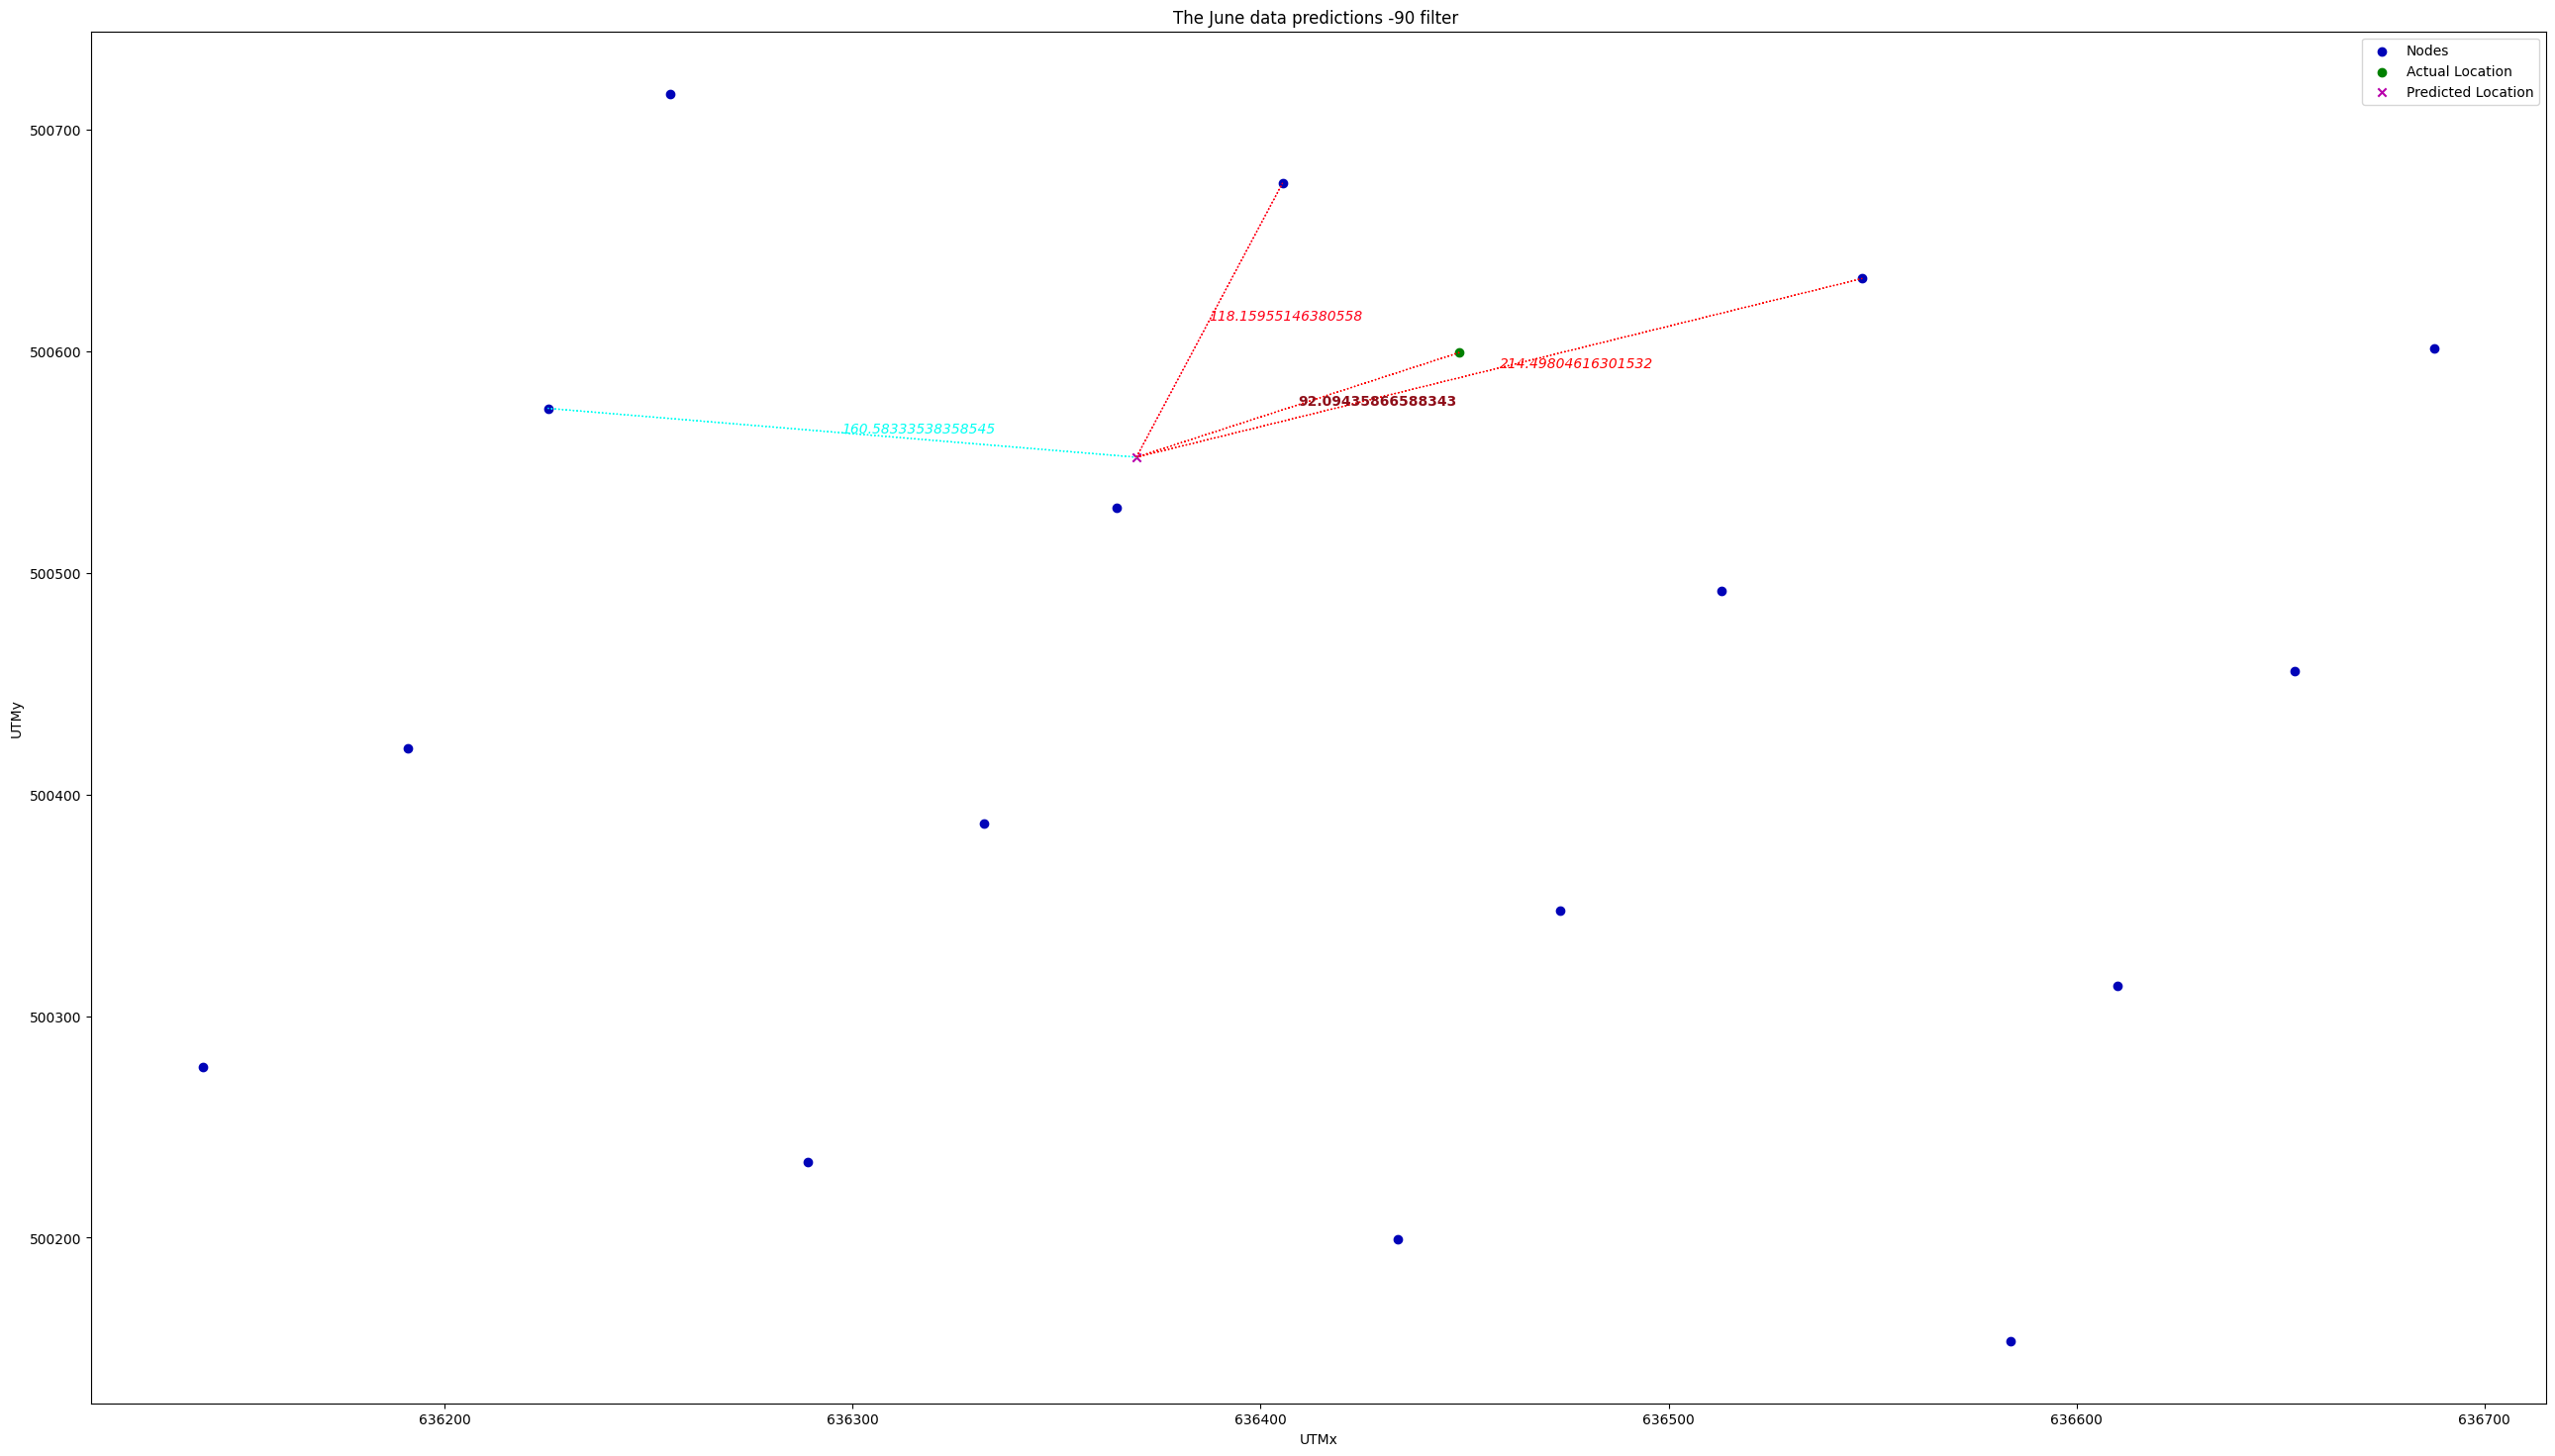 The June data predictions -90 filter
Nodes
Actual Location
Predicted Location
500700
500600
500500
500400
500300
500200
118.15955146380558
214.49804616301532
92.09435866588343
160.58333538358545
UTMy
636200
636300
636400
636500
636600
636700
UTMx